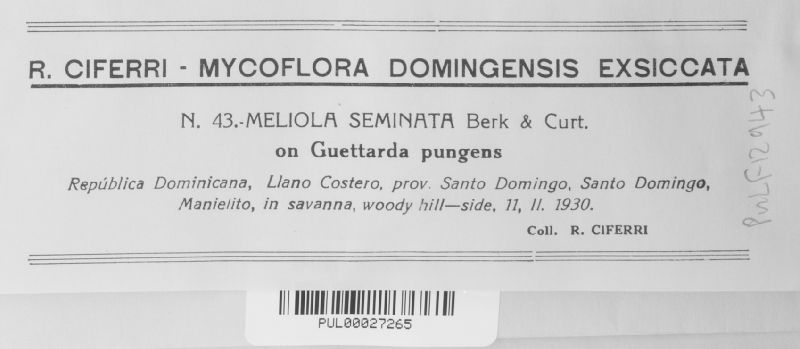 R. CIFERRI - MYCOFLORA DOMINGENSIS EXSICCATA
N. 43.-MELIOLA SEMINATA Berk & Curt.
on Guettarda pungens
República Dominicana, Llano Costero, prov. Santo Domingo, Santo Domingo,
Manielito, in savanna, woody hill—side, 11, II. 1930.
Coll. R. CIFERRI
PulF12943
PUL00027265